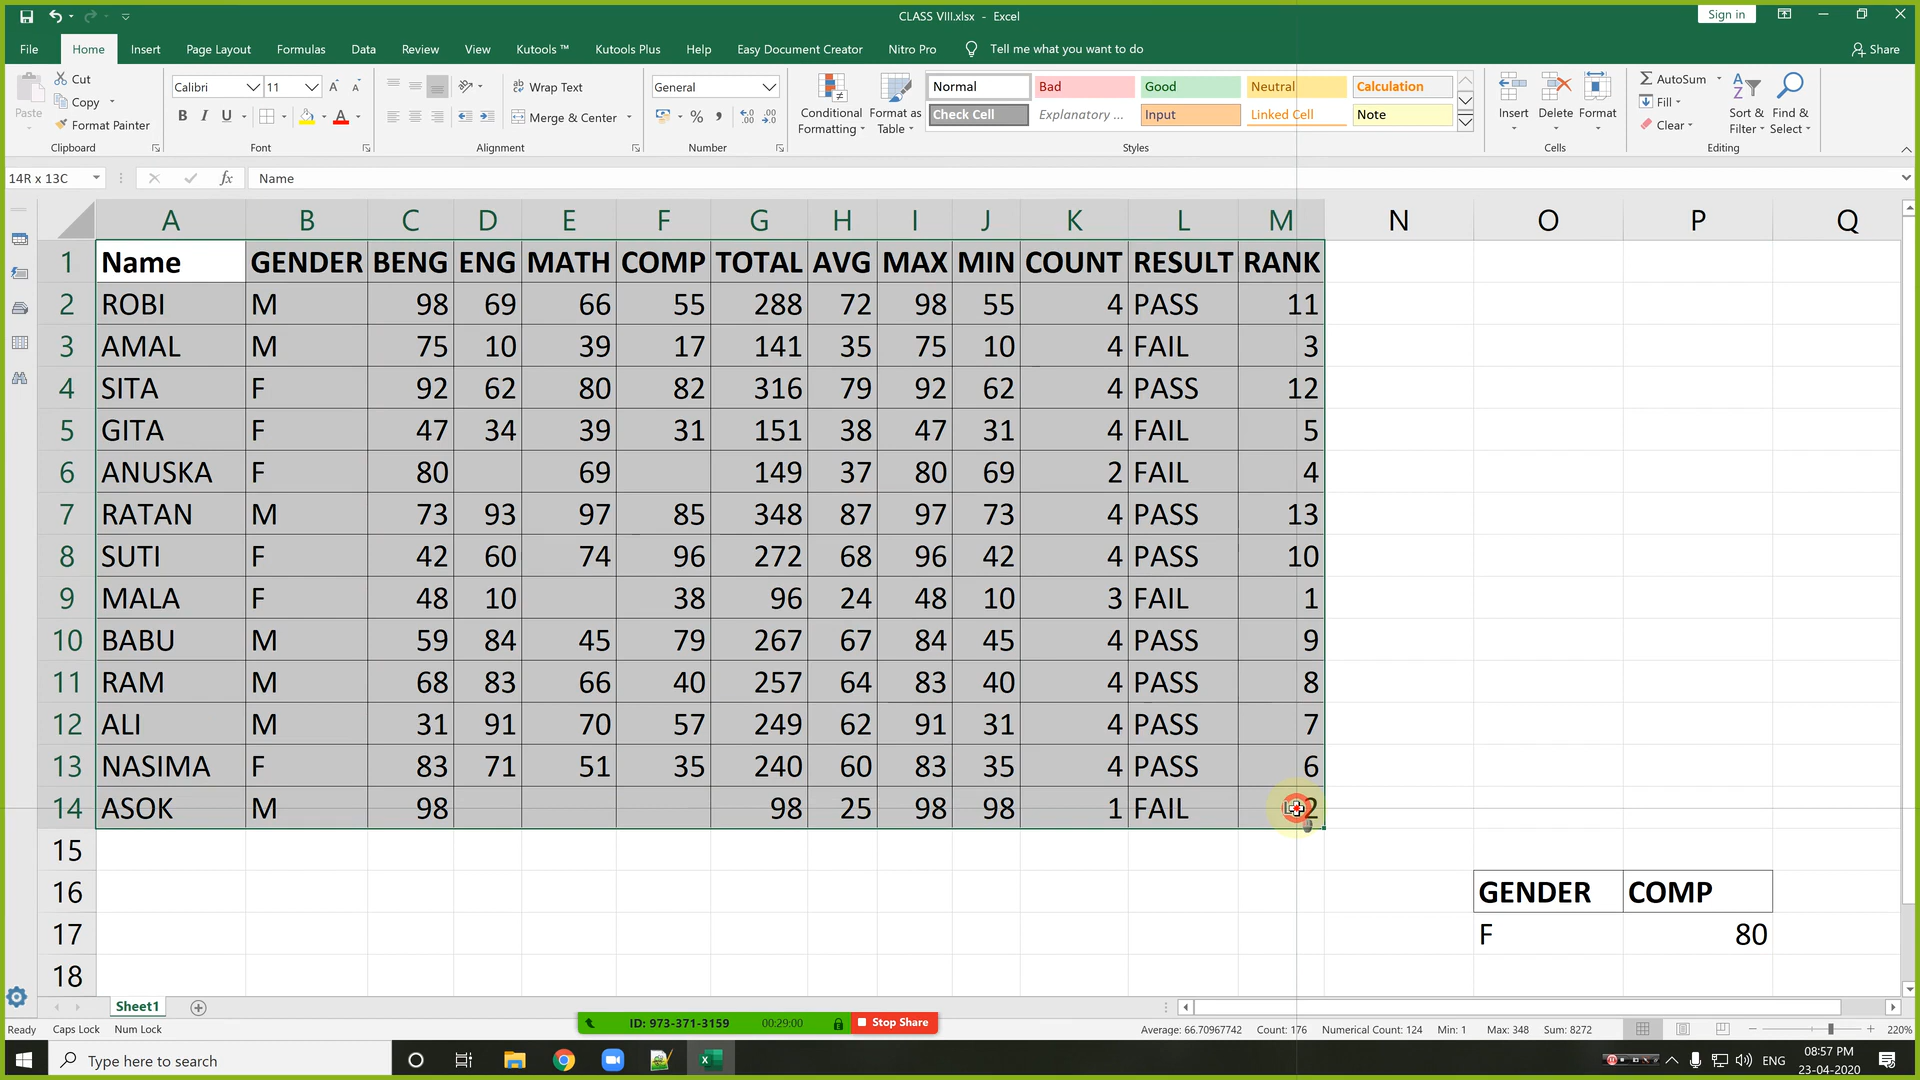 CLASS VIII.xlsx - Excel
Sign in
File Home Insert Page Layout Formulas Data Review View Kutools ™ Kutools Plus Help Easy Document Creator Nitro Pro Tell me what you want to do Share
Paste Cut Copy Format Painter Clipboard
Calibri 11 A A B I U A Font
Wrap Text Merge & Center Alignment
General % , Number
Conditional Formatting Format as Table
Normal Bad Good Neutral Calculation
Check Cell Explanatory ... Input Linked Cell Note
Styles
Insert Delete Format Cells
AutoSum Fill Clear Sort & Filter Find & Select Editing
14R x 13C fx Name
A B C D E F G H I J K L M N O P Q
1 Name GENDER BENG ENG MATH COMP TOTAL AVG MAX MIN COUNT RESULT RANK
2 ROBI M 98 69 66 55 288 72 98 55 4 PASS 11
3 AMAL M 75 10 39 17 141 35 75 10 4 FAIL 3
4 SITA F 92 62 80 82 316 79 92 62 4 PASS 12
5 GITA F 47 34 39 31 151 38 47 31 4 FAIL 5
6 ANUSKA F 80 69 149 37 80 69 2 FAIL 4
7 RATAN M 73 93 97 85 348 87 97 73 4 PASS 13
8 SUTI F 42 60 74 96 272 68 96 42 4 PASS 10
9 MALA F 48 10 38 96 24 48 10 3 FAIL 1
10 BABU M 59 84 45 79 267 67 84 45 4 PASS 9
11 RAM M 68 83 66 40 257 64 83 40 4 PASS 8
12 ALI M 31 91 70 57 249 62 91 31 4 PASS 7
13 NASIMA F 83 71 51 35 240 60 83 35 4 PASS 6
14 ASOK M 98 98 25 98 98 1 FAIL 2
15
16 GENDER COMP
17 F 80
18
Sheet1
Ready Caps Lock Num Lock ID: 973-371-3159 00:29:00 Stop Share Average: 66.70967742 Count: 176 Numerical Count: 124 Min: 1 Max: 348 Sum: 8272 220%
Type here to search ENG 08:57 PM
23-04-2020